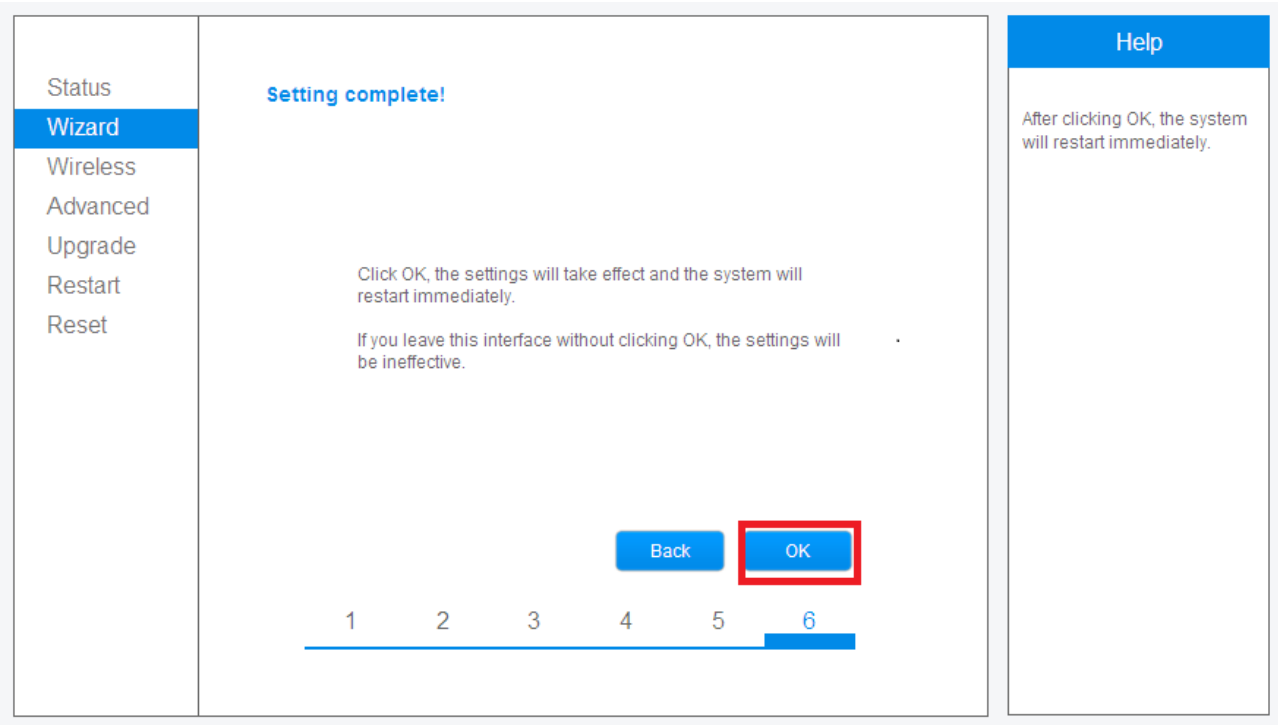 Status
Wizard
Wireless
Advanced
Upgrade
Restart
Reset
Setting complete!
Click OK, the settings will take effect and the system will
restart immediately.
If you leave this interface without clicking OK, the settings will
be ineffective.
Back
OK
1 2 3 4 5 6
Help
After clicking OK, the system
will restart immediately.